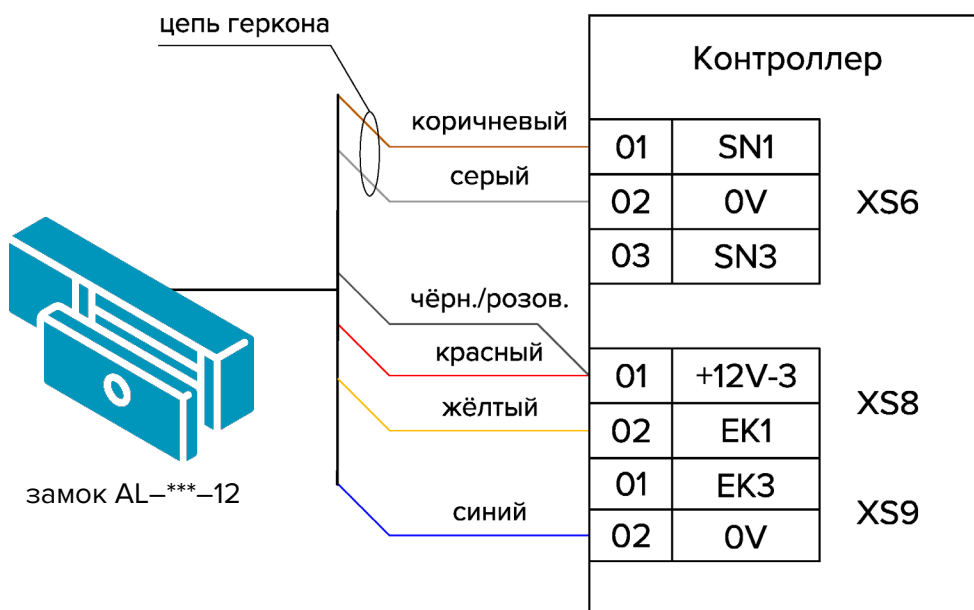 цепь геркона
Контроллер
коричневый
01 SN1
серый
02 0V
XS6
03 SN3
чёрн./розов.
красный
01 +12V-3
XS8
жёлтый
02 EK1
замок AL–***–12
01 EK3
синий
XS9
02 0V